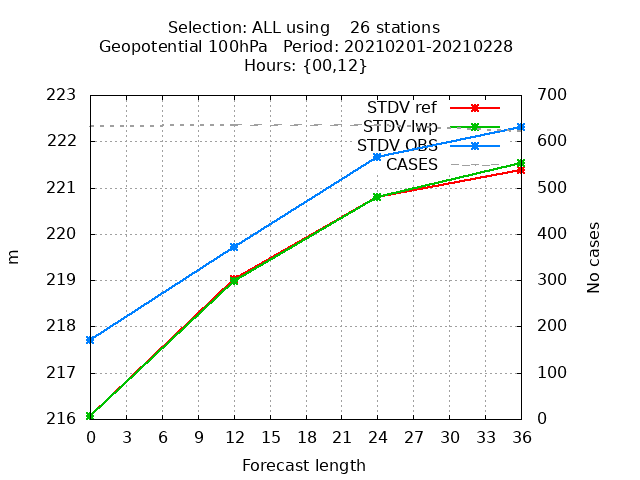 Selection: ALL using    26 stations
Geopotential 100hPa   Period: 20210201-20210228
Hours: {00,12}
223
222
221
220
219
218
217
216
m
STDV ref
STDV lwp
STDV OBS
CASES
700
600
500
400
300
200
100
0
No cases
0 3 6 9 12 15 18 21 24 27 30 33 36
Forecast length